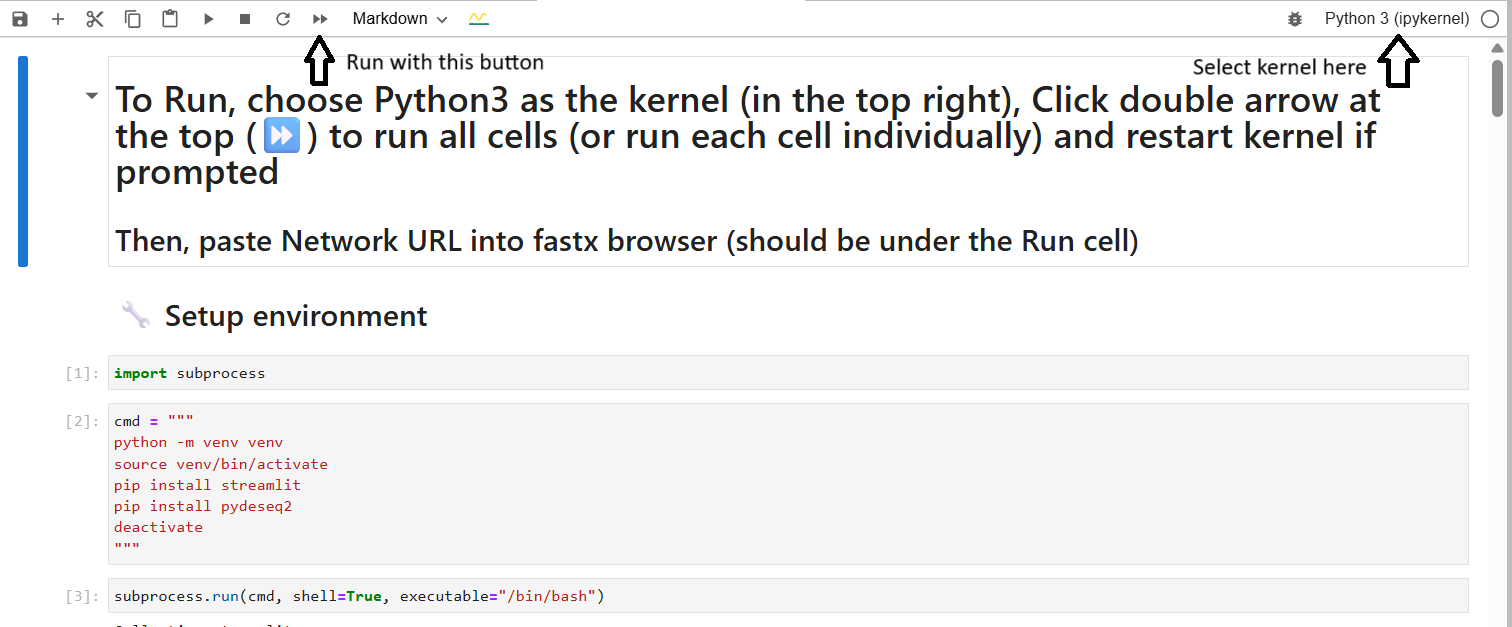 Markdown
Python 3 (ipykernel)
Run with this button
Select kernel here
To Run, choose Python3 as the kernel (in the top right), Click double arrow at
the top ( ⏩ ) to run all cells (or run each cell individually) and restart kernel if
prompted
Then, paste Network URL into fastx browser (should be under the Run cell)
🔧 Setup environment
[1]: import subprocess
[2]: cmd = """
python -m venv venv
source venv/bin/activate
pip install streamlit
pip install pydeseq2
deactivate
"""
[3]: subprocess.run(cmd, shell=True, executable="/bin/bash")